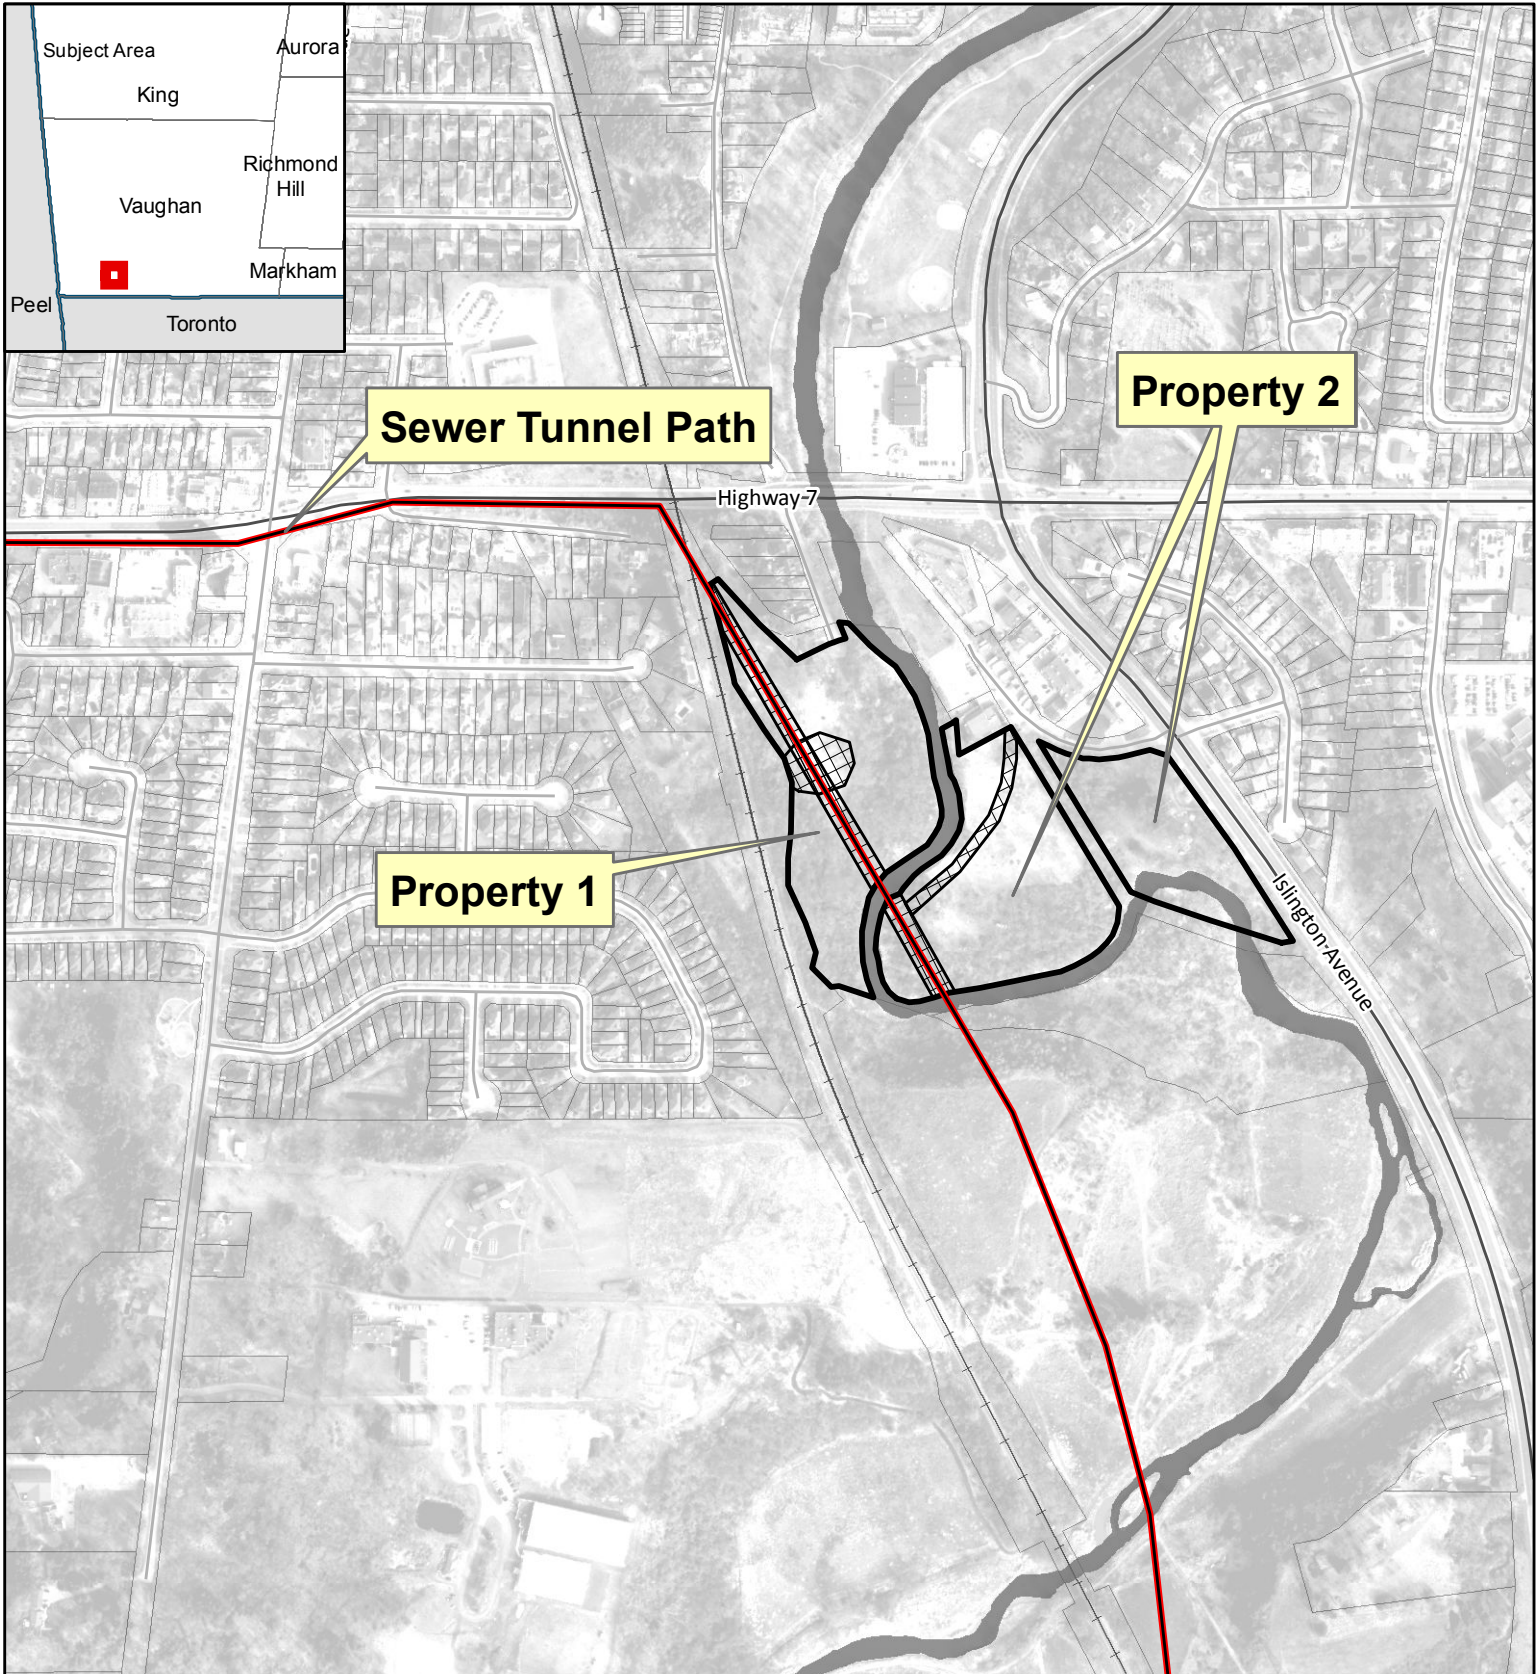 Subject Area
Aurora
King
Richmond
Hill
Vaughan
Markham
Peel
Toronto
Property 2
Sewer Tunnel Path
Highway 7
Property 1
Islington Avenue